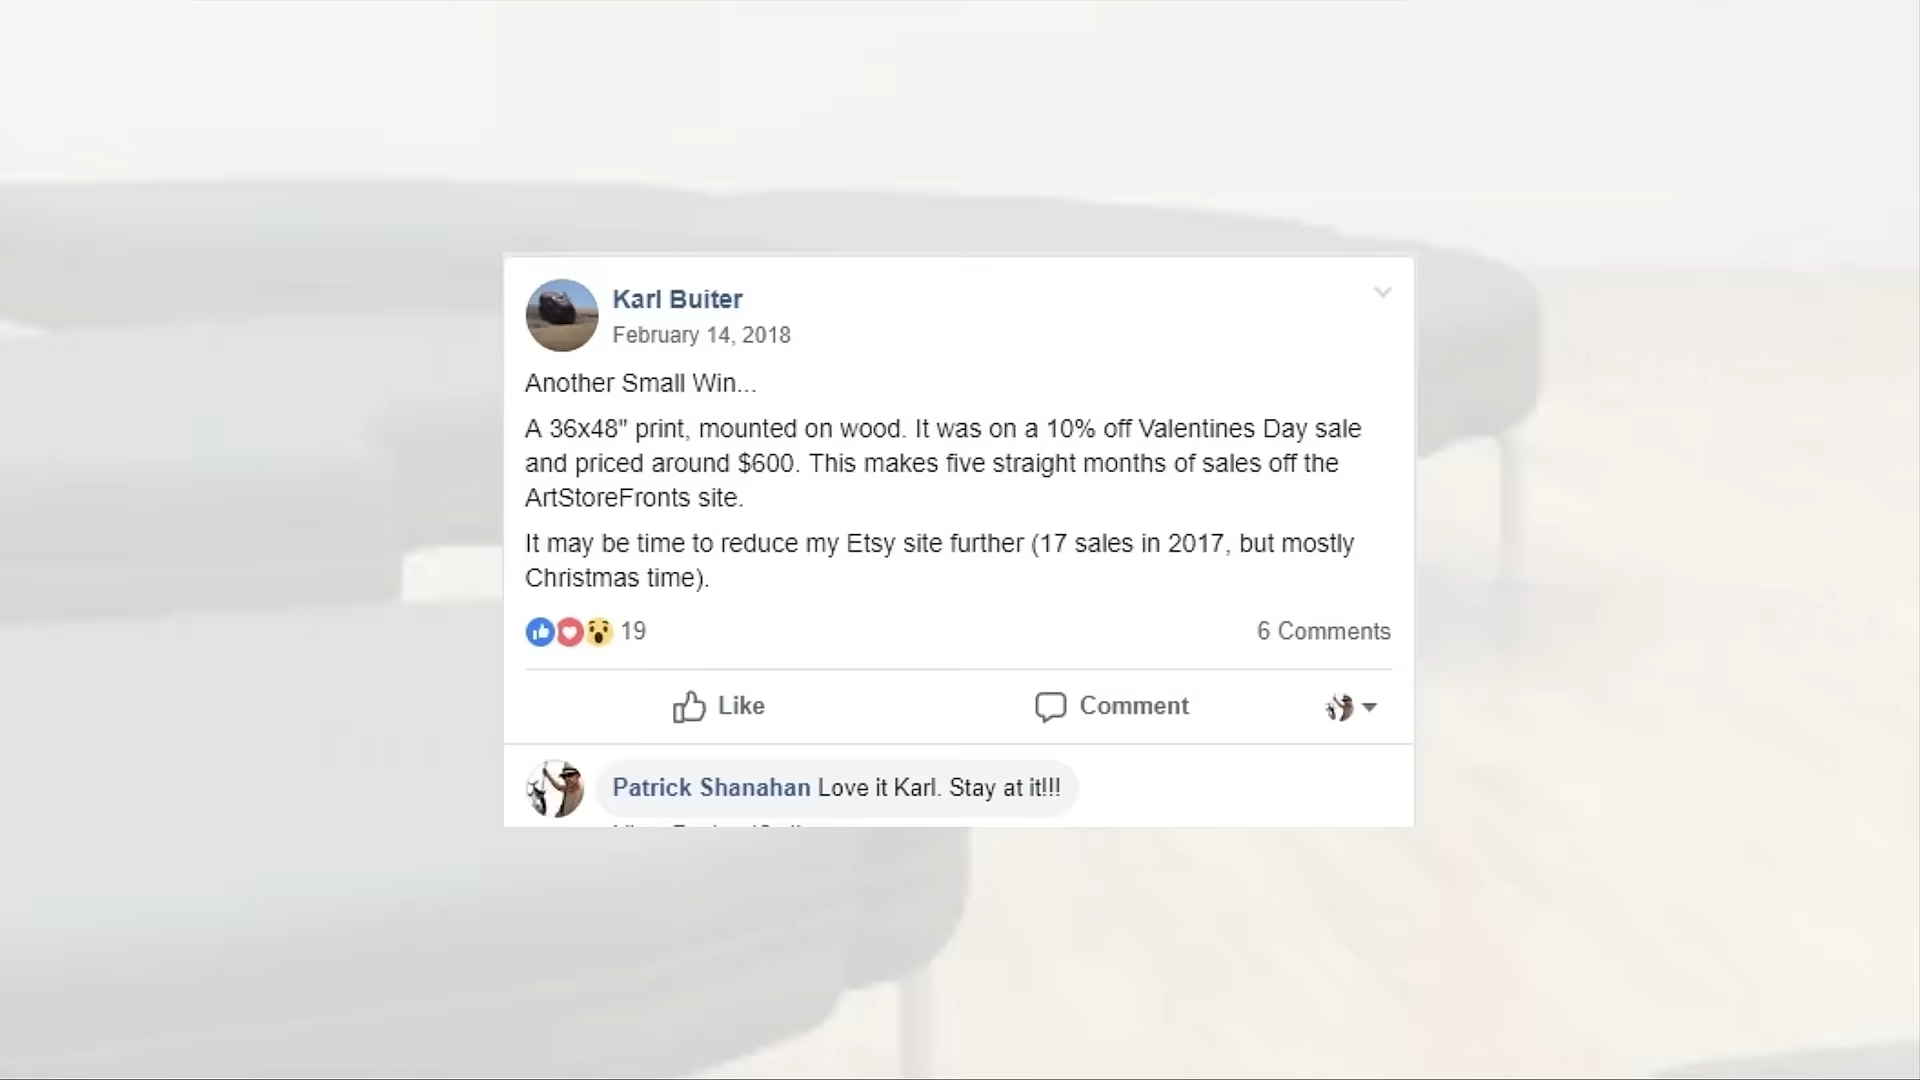 Karl Buiter
February 14, 2018
Another Small Win...
A 36x48" print, mounted on wood. It was on a 10% off Valentines Day sale
and priced around $600. This makes five straight months of sales off the
ArtStoreFronts site.
It may be time to reduce my Etsy site further (17 sales in 2017, but mostly
Christmas time).
19
6 Comments
Like
Comment
Patrick Shanahan Love it Karl. Stay at it!!!